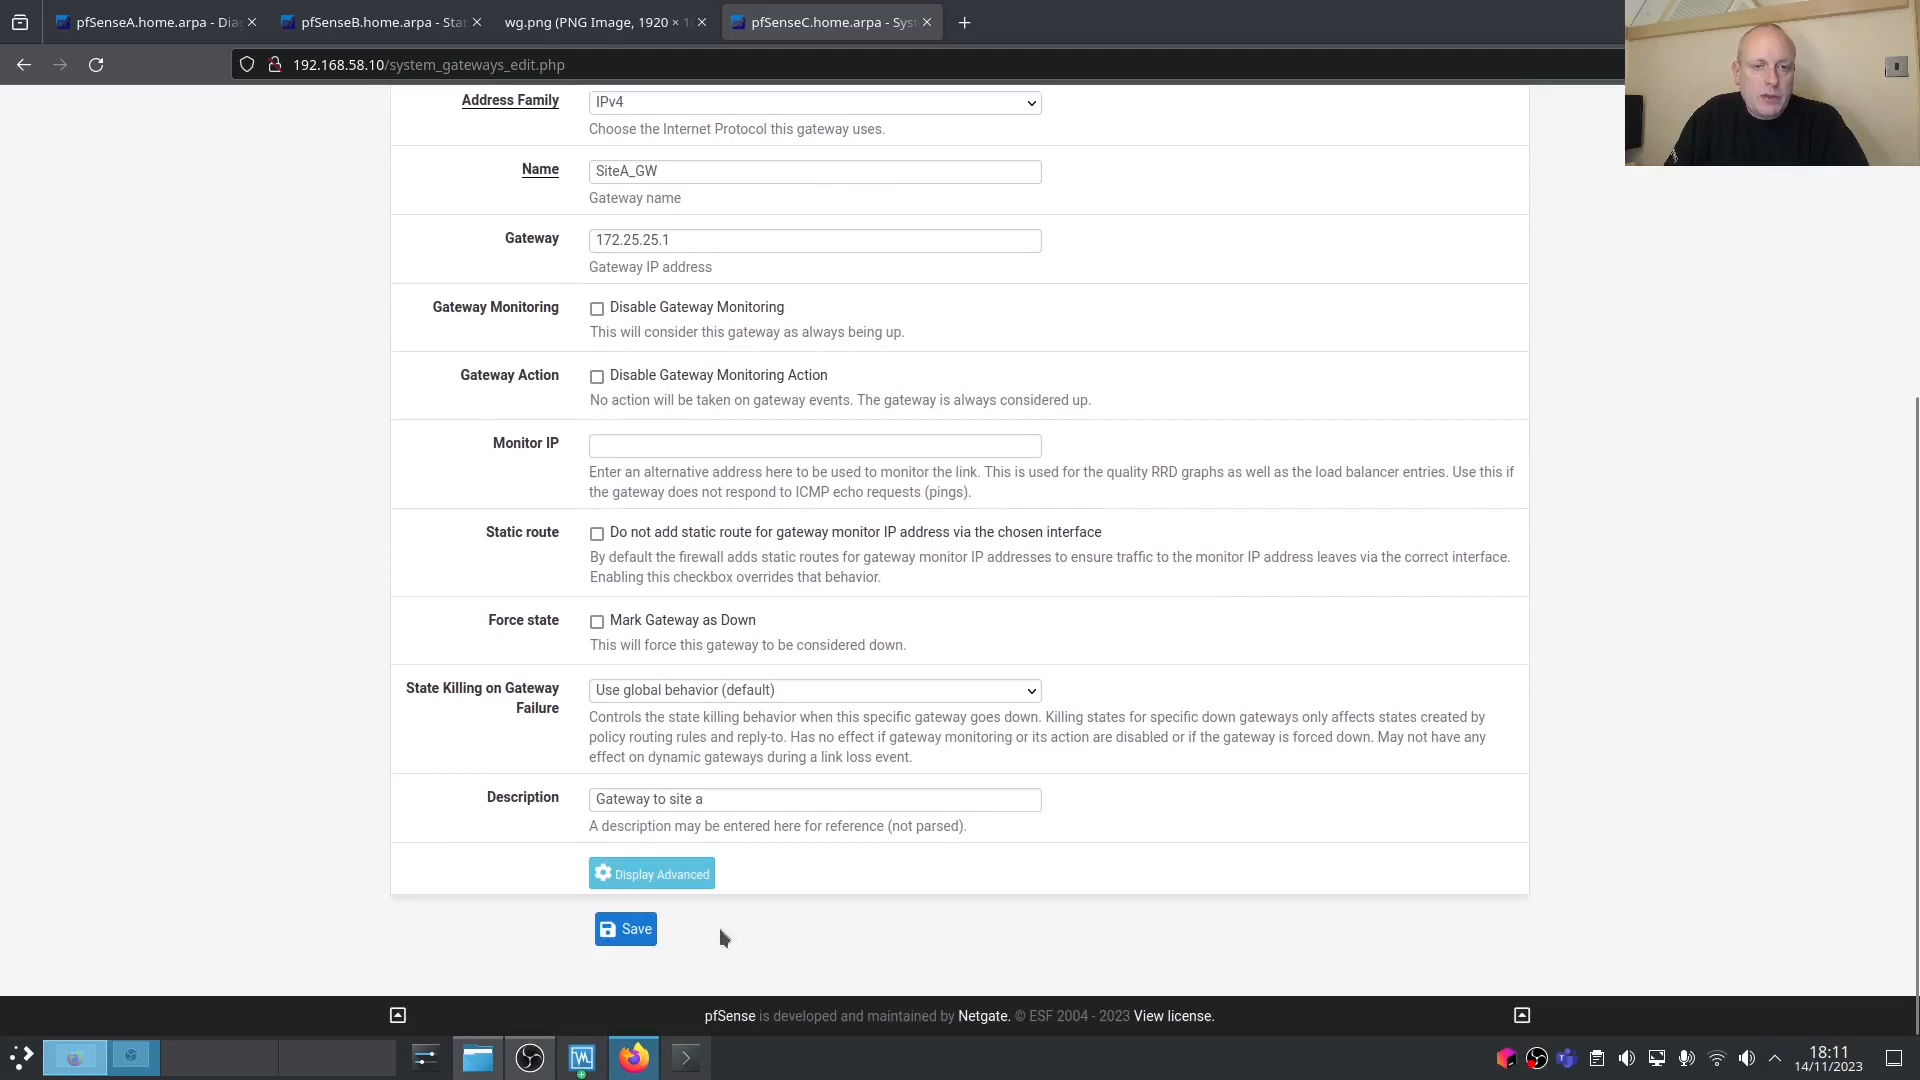 pfSenseA.home.arpa - Dia
pfSenseB.home.arpa - Stat
wg.png (PNG Image, 1920 × 1
pfSenseC.home.arpa - Syst
192.168.58.10/system_gateways_edit.php
Address Family
IPv4
Choose the Internet Protocol this gateway uses.
Name
SiteA_GW
Gateway name
Gateway
172.25.25.1
Gateway IP address
Gateway Monitoring
Disable Gateway Monitoring
This will consider this gateway as always being up.
Gateway Action
Disable Gateway Monitoring Action
No action will be taken on gateway events. The gateway is always considered up.
Monitor IP
Enter an alternative address here to be used to monitor the link. This is used for the quality RRD graphs as well as the load balancer entries. Use this if
the gateway does not respond to ICMP echo requests (pings).
Static route
Do not add static route for gateway monitor IP address via the chosen interface
By default the firewall adds static routes for gateway monitor IP addresses to ensure traffic to the monitor IP address leaves via the correct interface.
Enabling this checkbox overrides that behavior.
Force state
Mark Gateway as Down
This will force this gateway to be considered down.
State Killing on Gateway
Failure
Use global behavior (default)
Controls the state killing behavior when this specific gateway goes down. Killing states for specific down gateways only affects states created by
policy routing rules and reply-to. Has no effect if gateway monitoring or its action are disabled or if the gateway is forced down. May not have any
effect on dynamic gateways during a link loss event.
Description
Gateway to site a
A description may be entered here for reference (not parsed).
Display Advanced
Save
pfSense is developed and maintained by Netgate. © ESF 2004 - 2023 View license.
18:11
14/11/2023